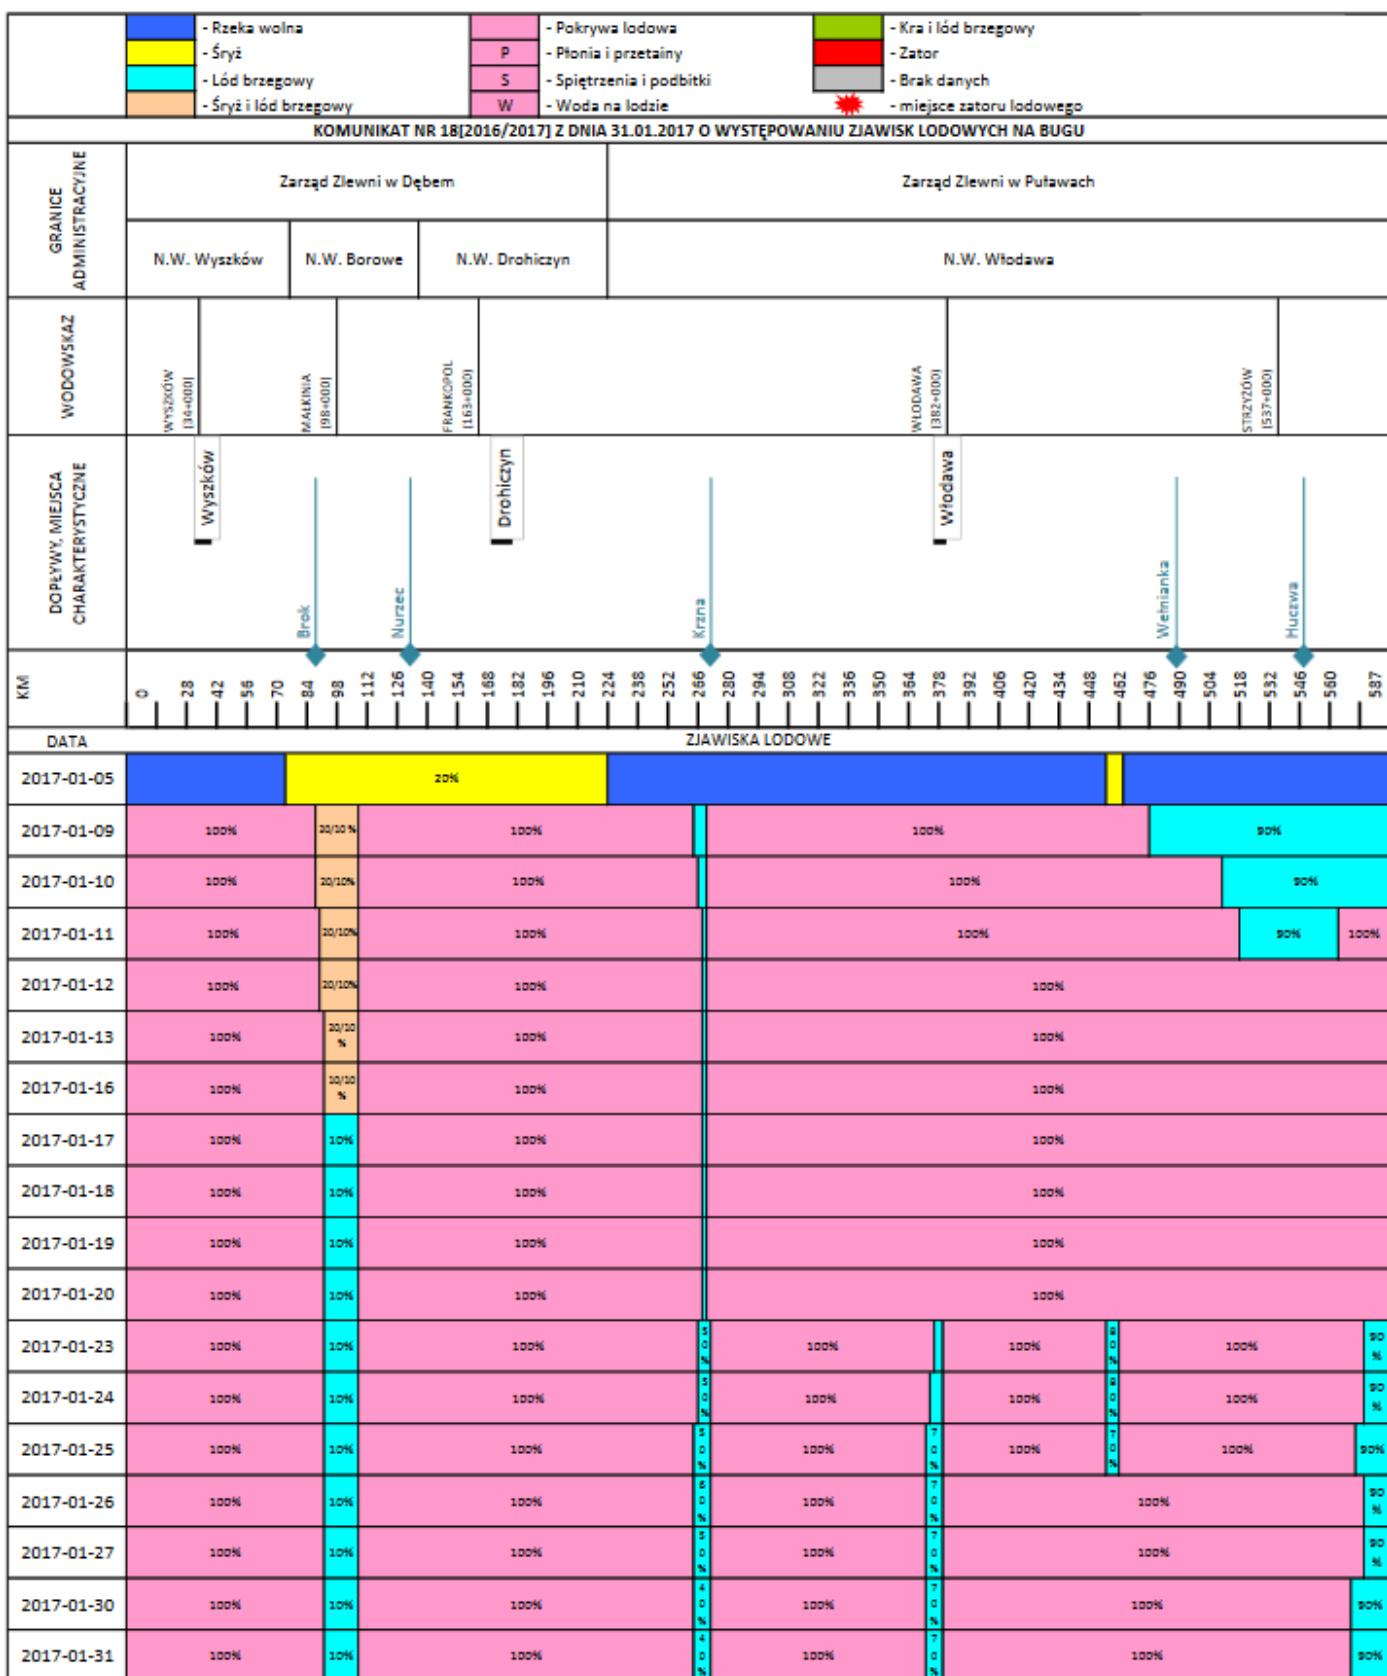 - Rzeka wolna - Pokrywa lodowa - Kra i lód brzegowy
- Śryż P - Płonia i przetainy - Zator
- Lód brzegowy S - Spiętrzenia i podbitki - Brak danych
- Śryż i lód brzegowy W - Woda na lodzie - miejsce zatoru lodowego
KOMUNIKAT NR 18[2016/2017] Z DNIA 31.01.2017 O WYSTĘPOWANIU ZJAWISK LODOWYCH NA BUGU
GRANICE ADMINISTRACYJNE
Zarząd Zlewni w Dębem Zarząd Zlewni w Puławach
N.W. Wyszków N.W. Borowe N.W. Drohiczyn N.W. Włodawa
WODOWSKAZ
WYSZKÓW (34+000)
MAŁKINIA (98+000)
FRANKOPOL (163+000)
WŁODAWA (382+000)
STRZYŻÓW (537+000)
DOPŁYWY, MIEJSCA CHARAKTERYSTYCZNE
Wyszków
Brok
Nurzec
Drohiczyn
Krzna
Włodawa
Wełnianka
Huczwa
KM 0 28 42 56 70 84 98 112 126 140 154 168 182 196 210 224 238 252 266 280 294 308 322 336 350 364 378 392 406 420 434 448 462 476 490 504 518 532 546 560 587
DATA ZJAWISKA LODOWE
2017-01-05 20%
2017-01-09 100% 20/10% 100% 100% 90%
2017-01-10 100% 20/10% 100% 100% 90%
2017-01-11 100% 20/10% 100% 100% 90% 100%
2017-01-12 100% 20/10% 100% 100%
2017-01-13 100% 20/10 % 100% 100%
2017-01-16 100% 10/10 % 100% 100%
2017-01-17 100% 10% 100% 100%
2017-01-18 100% 10% 100% 100%
2017-01-19 100% 10% 100% 100%
2017-01-20 100% 10% 100% 100%
2017-01-23 100% 10% 100% 50% 100% 100% 80% 100% 90 %
2017-01-24 100% 10% 100% 50% 100% 100% 80% 100% 90 %
2017-01-25 100% 10% 100% 50% 100% 70% 100% 70% 100% 90%
2017-01-26 100% 10% 100% 60% 100% 70% 100% 90 %
2017-01-27 100% 10% 100% 50% 100% 70% 100% 90 %
2017-01-30 100% 10% 100% 40% 100% 70% 100% 90%
2017-01-31 100% 10% 100% 40% 100% 70% 100% 90%